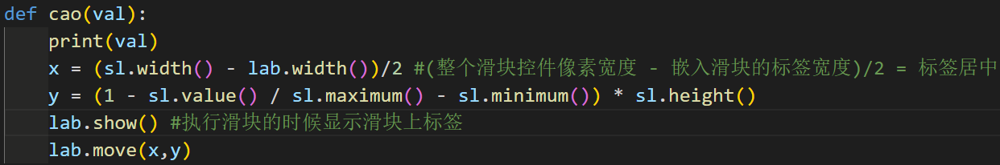 def cao(val):
    print(val)
    x = (sl.width() - lab.width())/2 #(整个滑块控件像素宽度 - 嵌入滑块的标签宽度)/2 = 标签居中
    y = (1 - sl.value() / sl.maximum() - sl.minimum()) * sl.height()
    lab.show() #执行滑块的时候显示滑块上标签
    lab.move(x,y)